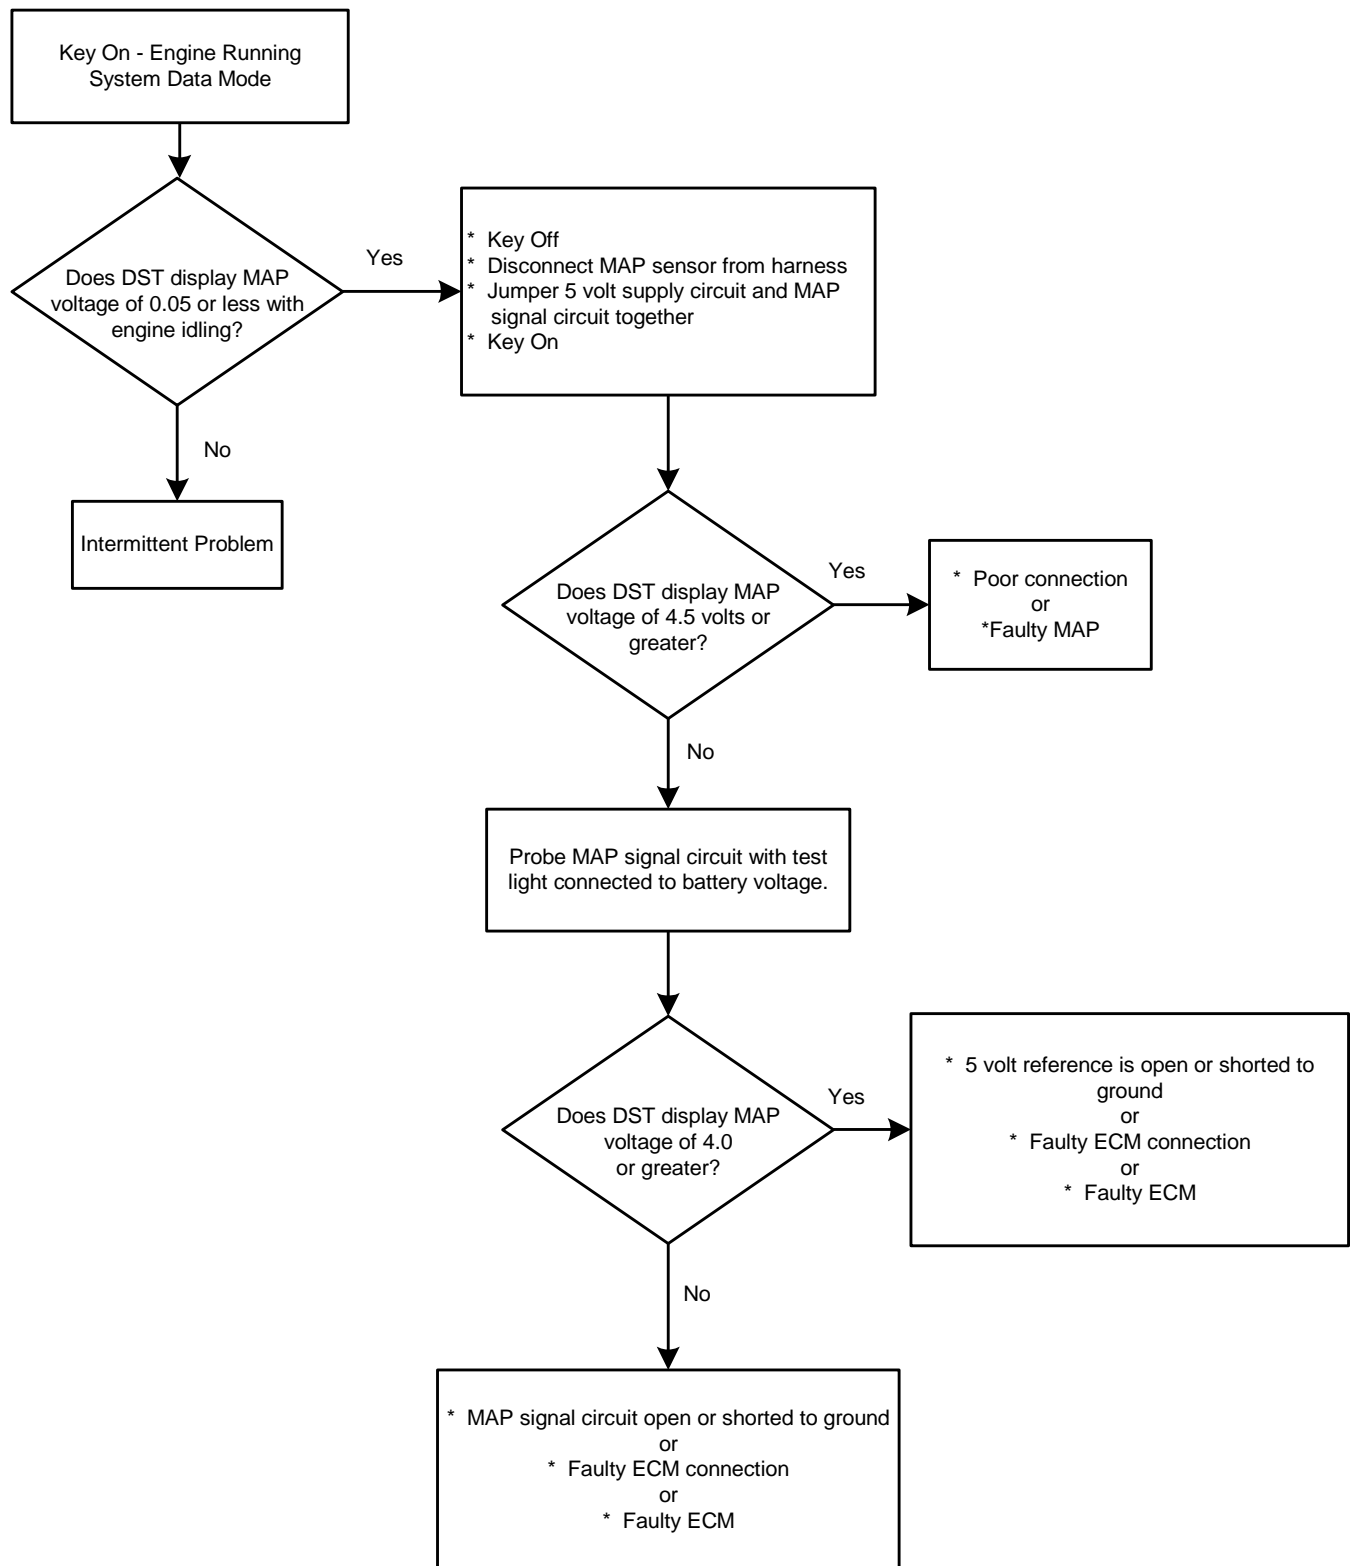 Key On - Engine Running
System Data Mode
Does DST display MAP
voltage of 0.05 or less with
engine idling?
Yes
* Key Off
* Disconnect MAP sensor from harness
* Jumper 5 volt supply circuit and MAP
signal circuit together
* Key On
No
Intermittent Problem
Does DST display MAP
voltage of 4.5 volts or
greater?
Yes
* Poor connection
or
*Faulty MAP
No
Probe MAP signal circuit with test
light connected to battery voltage.
Does DST display MAP
voltage of 4.0
or greater?
Yes
* 5 volt reference is open or shorted to
ground
or
* Faulty ECM connection
or
* Faulty ECM
No
* MAP signal circuit open or shorted to ground
or
* Faulty ECM connection
or
* Faulty ECM